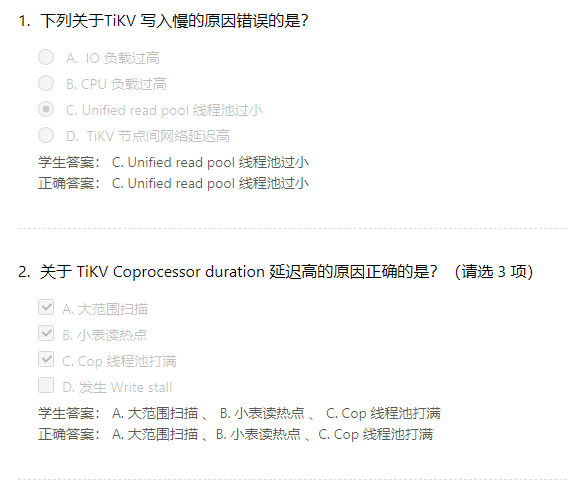 1. 下列关于TiKV 写入慢的原因错误的是?
A. IO 负载过高
B. CPU 负载过高
C. Unified read pool 线程池过小
D. TiKV 节点间网络延迟高
学生答案： C. Unified read pool 线程池过小
正确答案： C. Unified read pool 线程池过小
2. 关于 TiKV Coprocessor duration 延迟高的原因正确的是? （请选 3 项）
A. 大范围扫描
B. 小表读热点
C. Cop 线程池打满
D. 发生 Write stall
学生答案： A. 大范围扫描 、 B. 小表读热点 、 C. Cop 线程池打满
正确答案： A. 大范围扫描 、B. 小表读热点 、C. Cop 线程池打满